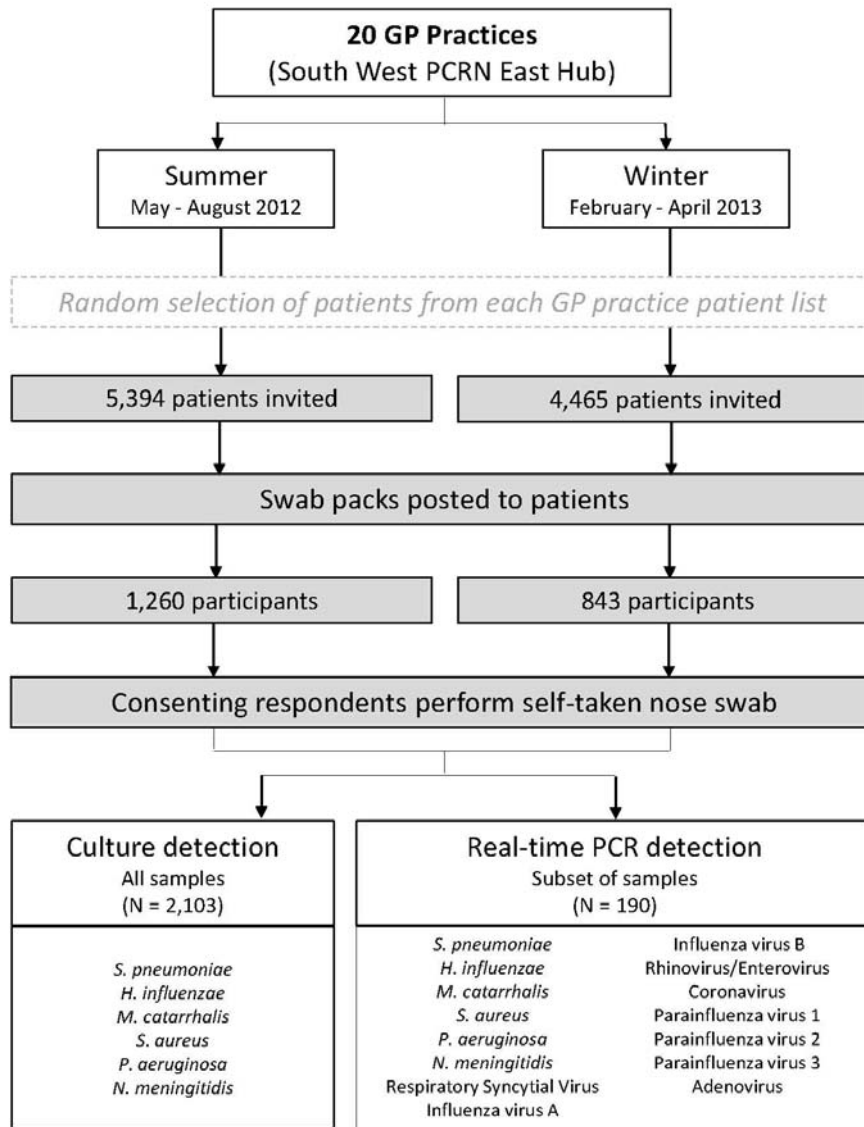 20 GP Practices
(South West PCRN East Hub)
Summer
May - August 2012
Winter
February - April 2013
Random selection of patients from each GP practice patient list
5,394 patients invited
4,465 patients invited
Swab packs posted to patients
1,260 participants
843 participants
Consenting respondents perform self-taken nose swab
Culture detection
All samples
(N = 2,103)
S. pneumoniae
H. influenzae
M. catarrhalis
S. aureus
P. aeruginosa
N. meningitidis
Real-time PCR detection
Subset of samples
(N = 190)
S. pneumoniae
H. influenzae
M. catarrhalis
S. aureus
P. aeruginosa
N. meningitidis
Respiratory Syncytial Virus
Influenza virus A
Influenza virus B
Rhinovirus/Enterovirus
Coronavirus
Parainfluenza virus 1
Parainfluenza virus 2
Parainfluenza virus 3
Adenovirus